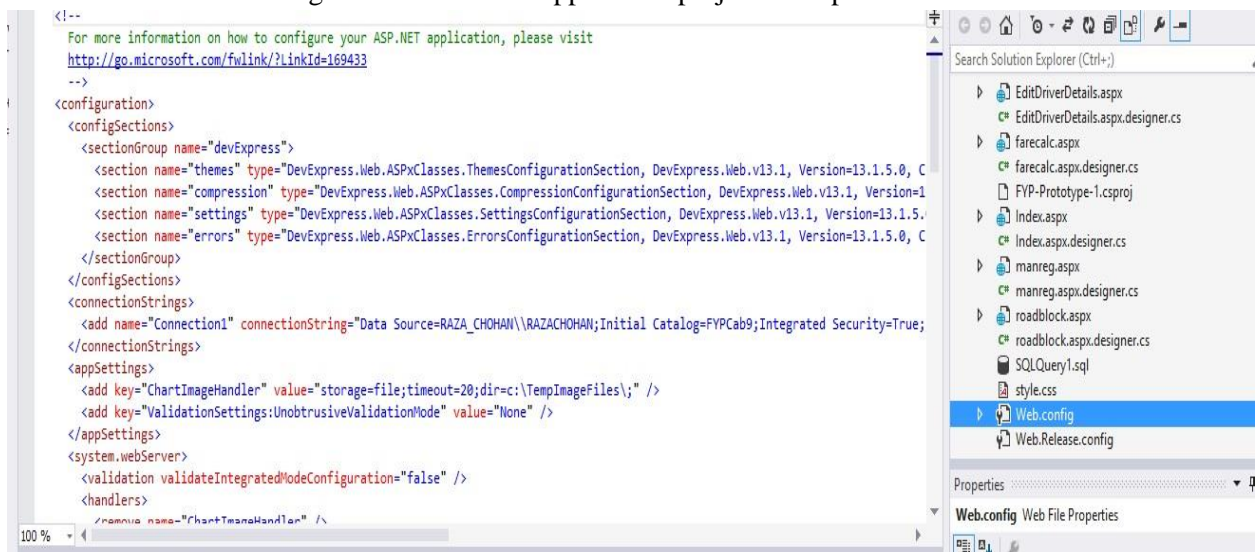 <!--
For more information on how to configure your ASP.NET application, please visit
http://go.microsoft.com/fwlink/?LinkId=169433
-->
<configuration>
<configSections>
<sectionGroup name="devExpress">
<section name="themes" type="DevExpress.Web.ASPxClasses.ThemesConfigurationSection, DevExpress.Web.v13.1, Version=13.1.5.0, C
<section name="compression" type="DevExpress.Web.ASPxClasses.CompressionConfigurationSection, DevExpress.Web.v13.1, Version=1
<section name="settings" type="DevExpress.Web.ASPxClasses.SettingsConfigurationSection, DevExpress.Web.v13.1, Version=13.1.5.
<section name="errors" type="DevExpress.Web.ASPxClasses.ErrorsConfigurationSection, DevExpress.Web.v13.1, Version=13.1.5.0, C
</sectionGroup>
</configSections>
<connectionStrings>
<add name="Connection1" connectionString="Data Source=RAZA_CHOHAN\\RAZACHOHAN;Initial Catalog=FYPCab9;Integrated Security=True;
</connectionStrings>
<appSettings>
<add key="ChartImageHandler" value="storage=file;timeout=20;dir=c:\TempImageFiles\;" />
<add key="ValidationSettings:UnobtrusiveValidationMode" value="None" />
</appSettings>
<system.webServer>
<validation validateIntegratedModeConfiguration="false" />
<handlers>
<remove name="ChartImageHandler" />
100 %
Search Solution Explorer (Ctrl+;)
EditDriverDetails.aspx
C# EditDriverDetails.aspx.designer.cs
farecalc.aspx
C# farecalc.aspx.designer.cs
FYP-Prototype-1.csproj
Index.aspx
C# Index.aspx.designer.cs
manreg.aspx
C# manreg.aspx.designer.cs
roadblock.aspx
C# roadblock.aspx.designer.cs
SQLQuery1.sql
style.css
Web.config
Web.Release.config
Properties
Web.config Web File Properties